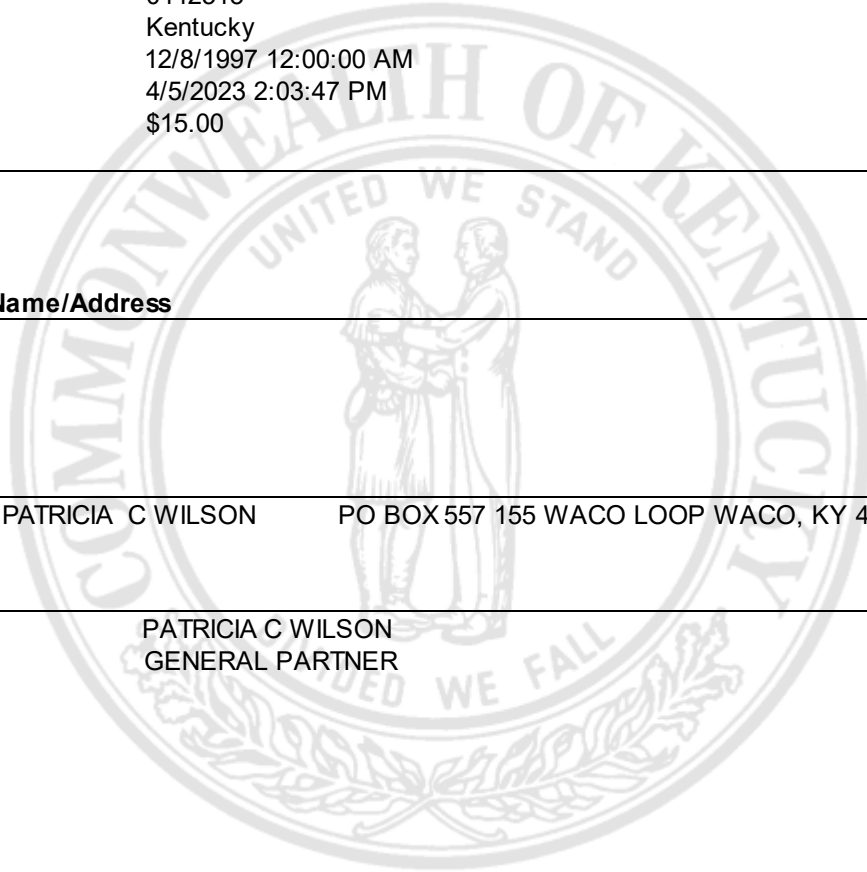 Kentucky
12/8/1997 12:00:00 AM
4/5/2023 2:03:47 PM
$15.00
Name/Address
PATRICIA C WILSON PO BOX 557 155 WACO LOOP WACO, KY 4
PATRICIA C WILSON
GENERAL PARTNER
COMMONWEALTH OF KENTUCKY
UNITED WE STAND
WE FALL